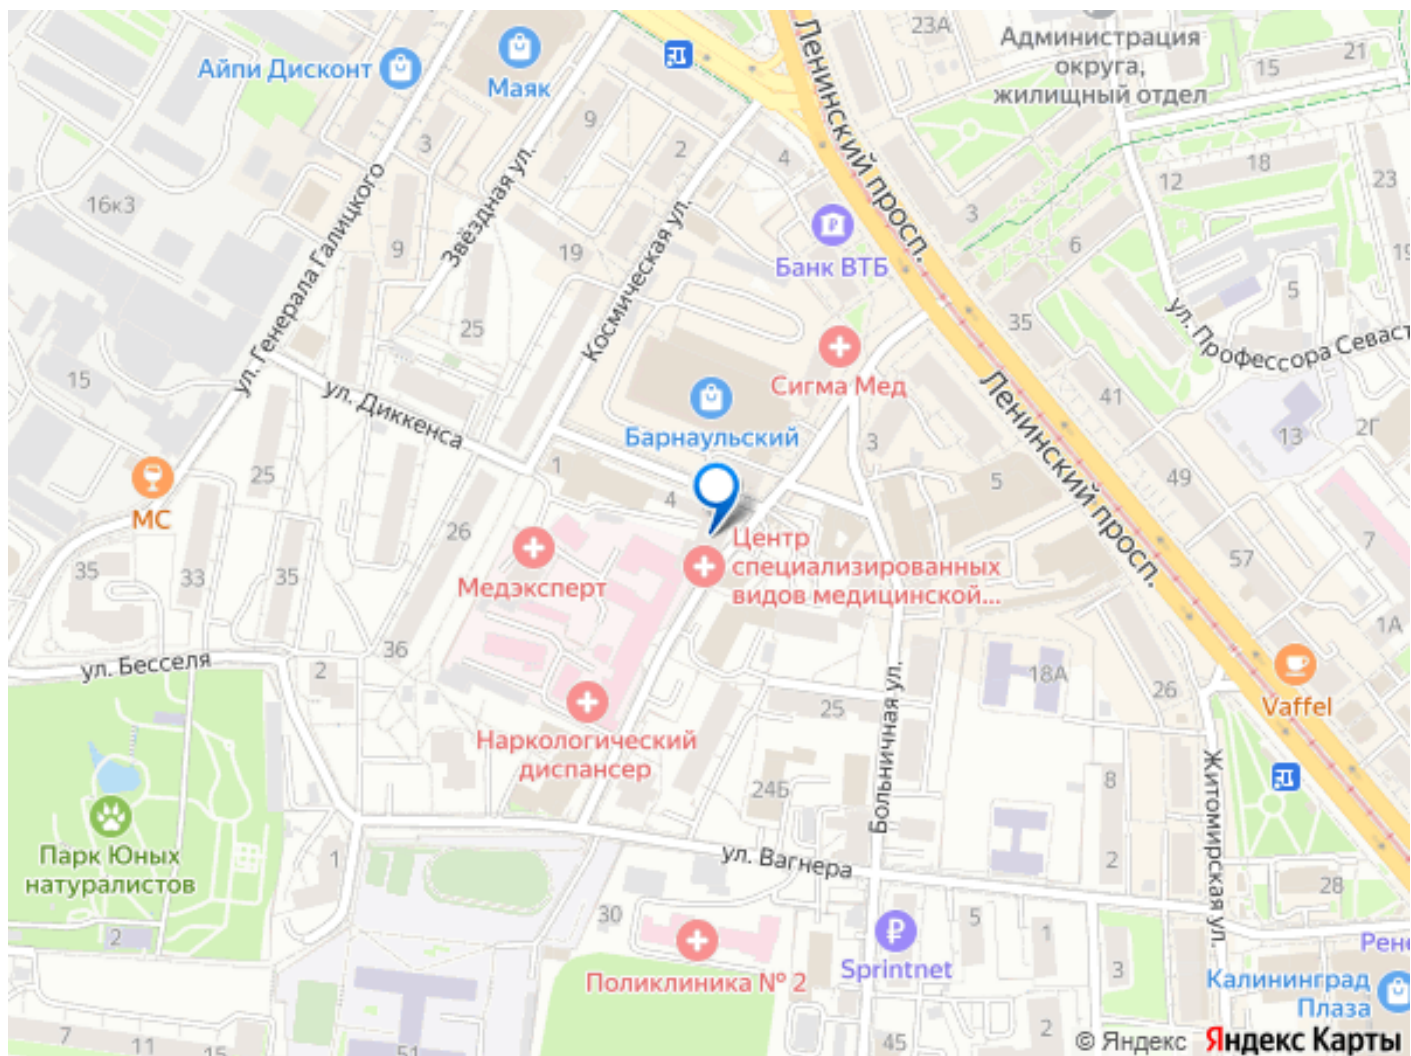 23А
Администрация
округа,
жилищный отдел
21
15
Айпи Дисконт
Маяк
Ленинский просп.
9
3
2
4
18
12
23
16к3
ул. Генерала Галицкого
Звёздная ул.
Космическая ул.
3
6
9
19
Банк ВТБ
19
5
25
35
ул. Профессора Севаст
15
Сигма Мед
Ленинский просп.
ул. Диккенса
41
Барнаульский
3
13
2Г
25
1
4
5
49
МС
26
Центр
специализированных
видов медицинской...
Медэксперт
57
7
35
33
35
1А
36
ул. Бесселя
2
18А
26
Больничная ул.
25
Vaffel
Наркологический
диспансер
24Б
8
Житомирская ул.
Парк Юных
натуралистов
1
ул. Вагнера
2
28
30
5
1
2
Sprintnet
3
Рен
Поликлиника № 2
Калининград
Плаза
7
11
51
45
2
© Яндекс Яндекс Карты